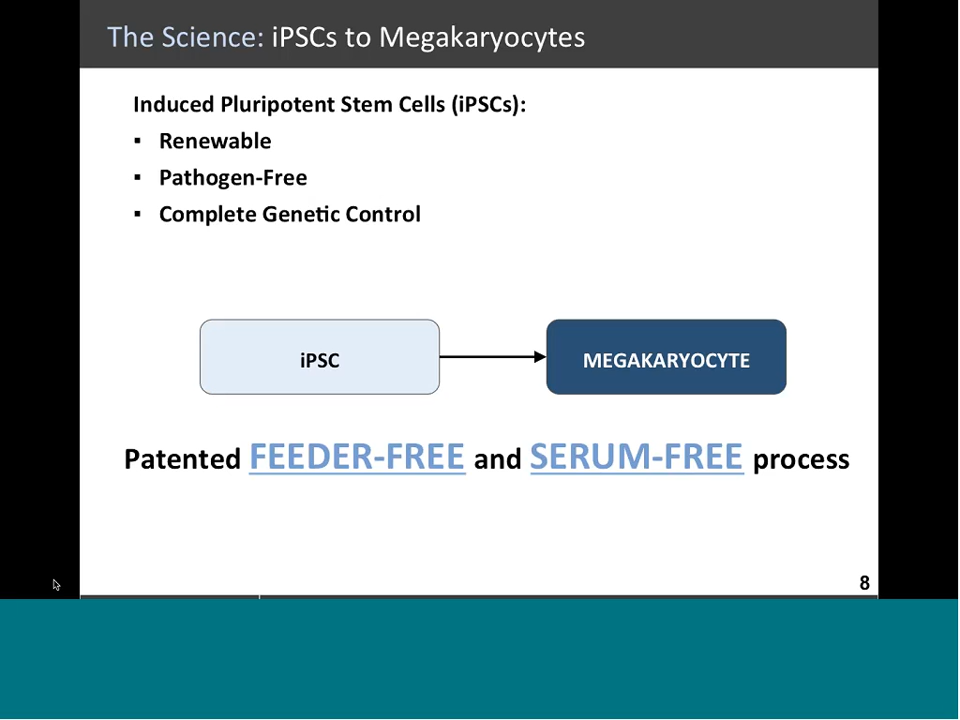 The Science: iPSCs to Megakaryocytes
Induced Pluripotent Stem Cells (iPSCs):
▪ Renewable
▪ Pathogen-Free
▪ Complete Genetic Control
iPSC
MEGAKARYOCYTE
Patented FEEDER-FREE and SERUM-FREE process
8